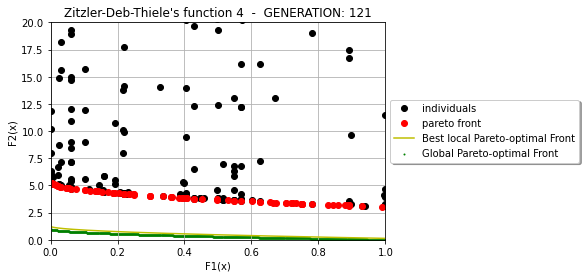 Zitzler-Deb-Thiele's function 4 - GENERATION: 121
20.0
17.5
15.0
12.5
10.0
7.5
5.0
2.5
0.0
F2(x)
0.0 0.2 0.4 0.6 0.8 1.0
F1(x)
individuals
pareto front
Best local Pareto-optimal Front
Global Pareto-optimal Front